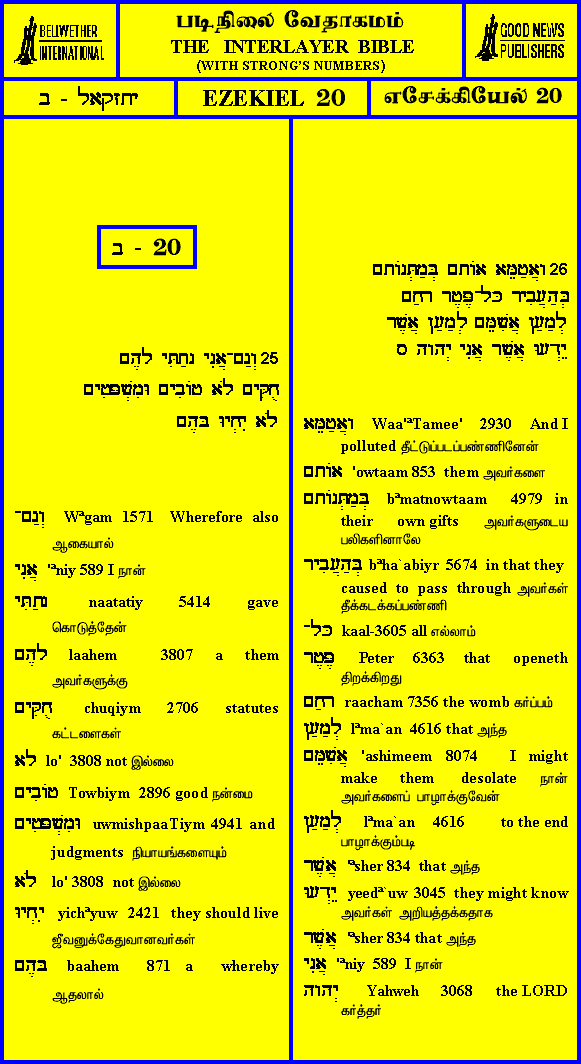 BELLWETHER
INTERNATIONAL
படிநிலை வேதாகமம்
THE INTERLAYER BIBLE
(WITH STRONG'S NUMBERS)
GOOD NEWS
PUBLISHERS
יחזקאל - ב
EZEKIEL 20
எசேக்கியேல் 20
ב - 20
25 וְגַם־אֲנִי נָתַתִּי לָהֶם
חֻקִּים לֹא טוֹבִים וּמִשְׁפָּטִים
לֹא יִחְיוּ בָּהֶם
וְגַם־ Wᵃgam 1571 Wherefore also
ஆகையால்
אֲנִי 'ᵃniy 589 I நான்
נָתַתִּי naatatiy 5414 gave
கொடுத்தேன்
לָהֶם laahem 3807 a them
அவர்களுக்கு
חֻקִּים chuqiym 2706 statutes
கட்டளைகள்
לֹא lo' 3808 not இல்லை
טוֹבִים Towbiym 2896 good நன்மை
וּמִשְׁפָּטִים uwmishpaaTiym 4941 and
judgments நியாயங்களையும்
לֹא lo' 3808 not இல்லை
יִחְיוּ yichᵃyuw 2421 they should live
ஜீவனுக்கேதுவானவர்கள்
בָּהֶם baahem 871 a whereby
ஆதலால்
26 וָאֲטַמֵּא אוֹתָם בְּמַתְּנוֹתָם
בְּהַעֲבִיר כָּל־פֶּטֶר רָחַם
לְמַעַן אֲשִׁמֵּם לְמַעַן אֲשֶׁר
יֵדְעוּ אֲשֶׁר אֲנִי יְהוָה ס
וָאֲטַמֵּא Waa'ᵃTamee' 2930 And I
polluted தீட்டுப்படப்பண்ணினேன்
אוֹתָם 'owtaam 853 them அவர்களை
בְּמַתְּנוֹתָם bᵃmatnowtaam 4979 in
their own gifts அவர்களுடைய
பலிகளினாலே
בְּהַעֲבִיר bᵃha`abiyr 5674 in that they
caused to pass through அவர்கள்
தீக்கடக்கப்பண்ணி
כָּל־ kaal-3605 all எல்லாம்
פֶּטֶר Peter 6363 that openeth
திறக்கிறது
רָחַם raacham 7356 the womb கர்ப்பம்
לְמַעַן lᵃma`an 4616 that அந்த
אֲשִׁמֵּם 'ashimeem 8074 I might
make them desolate நான்
அவர்களைப் பாழாக்குவேன்
לְמַעַן lᵃma`an 4616 to the end
பாழாக்கும்படி
אֲשֶׁר 'ᵃsher 834 that அந்த
יֵדְעוּ yeedᵃ`uw 3045 they might know
அவர்கள் அறியத்தக்கதாக
אֲשֶׁר 'ᵃsher 834 that அந்த
אֲנִי 'ᵃniy 589 I நான்
יְהוָה Yahweh 3068 the LORD
கர்த்தர்